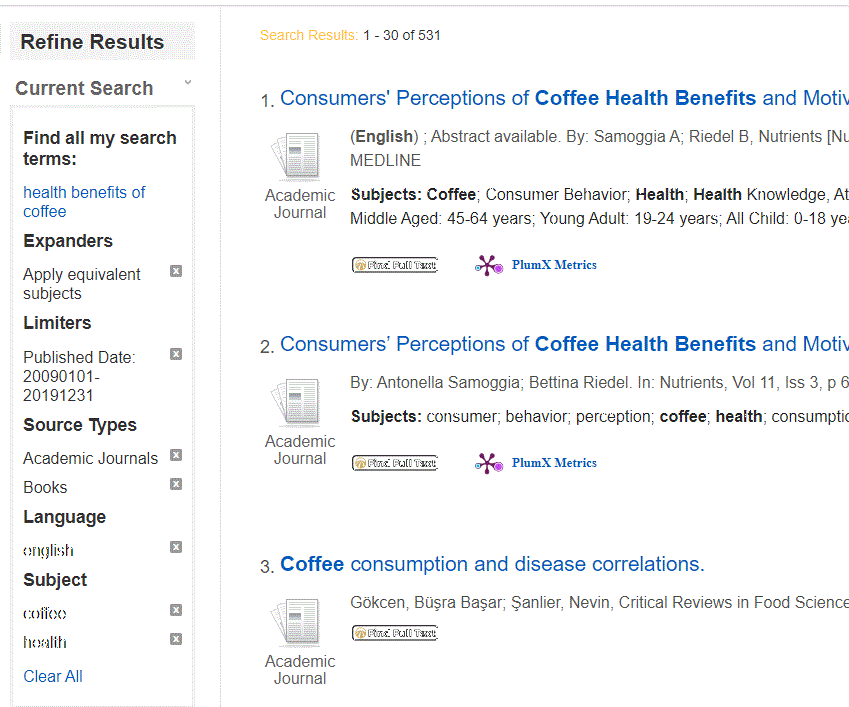 Refine Results
Current Search
Find all my search
terms:
health benefits of
coffee
Expanders
Apply equivalent
subjects
Limiters
Published Date:
20090101-
20191231
Source Types
Academic Journals
Books
Language
english
Subject
coffee
health
Clear All
Search Results: 1 - 30 of 531
1. Consumers' Perceptions of Coffee Health Benefits and Motiv
(English) ; Abstract available. By: Samoggia A; Riedel B, Nutrients [Nu
MEDLINE
Academic
Journal
Subjects: Coffee; Consumer Behavior; Health; Health Knowledge, At
Middle Aged: 45-64 years; Young Adult: 19-24 years; All Child: 0-18 yea
Find Full Text
PlumX Metrics
2. Consumers’ Perceptions of Coffee Health Benefits and Motiv
By: Antonella Samoggia; Bettina Riedel. In: Nutrients, Vol 11, Iss 3, p 6
Academic
Journal
Subjects: consumer; behavior; perception; coffee; health; consumptio
Find Full Text
PlumX Metrics
3. Coffee consumption and disease correlations.
Gökcen, Büşra Başar; Şanlier, Nevin, Critical Reviews in Food Science
Find Full Text
Academic
Journal